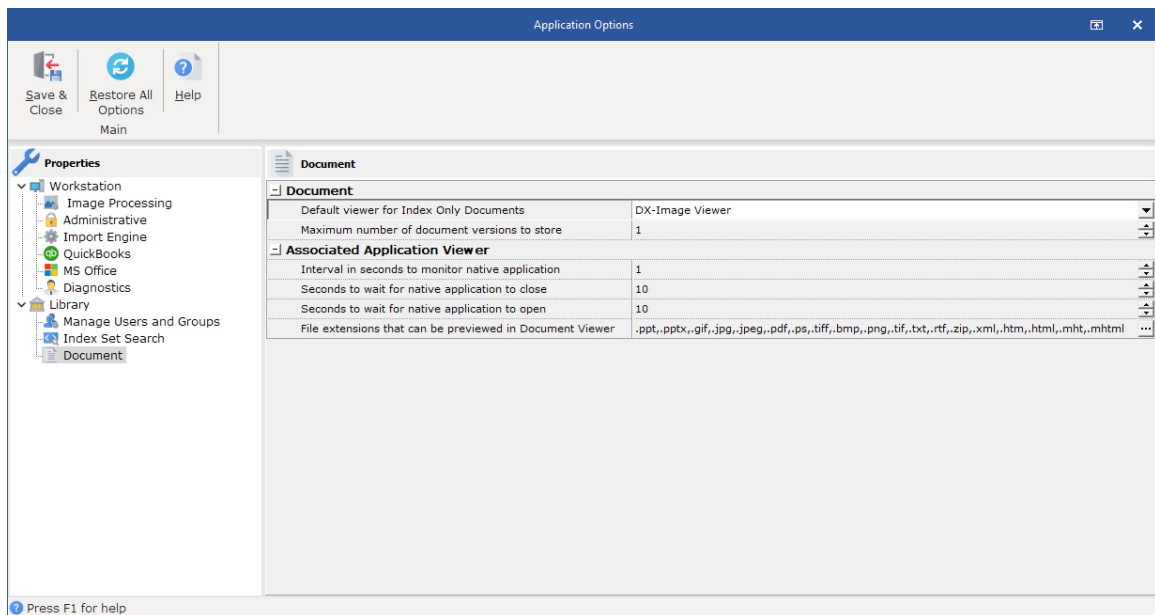 Application Options
Save & Close
Restore All Options
Help
Main
Properties
Workstation
Image Processing
Administrative
Import Engine
QuickBooks
MS Office
Diagnostics
Library
Manage Users and Groups
Index Set Search
Document
Document
Document
Default viewer for Index Only Documents DX-Image Viewer
Maximum number of document versions to store 1
Associated Application Viewer
Interval in seconds to monitor native application 1
Seconds to wait for native application to close 10
Seconds to wait for native application to open 10
File extensions that can be previewed in Document Viewer .ppt,.pptx,.gif,.jpg,.jpeg,.pdf,.ps,.tiff,.bmp,.png,.tif,.txt,.rtf,.zip,.xml,.htm,.html,.mht,.mhtml ...
Press F1 for help